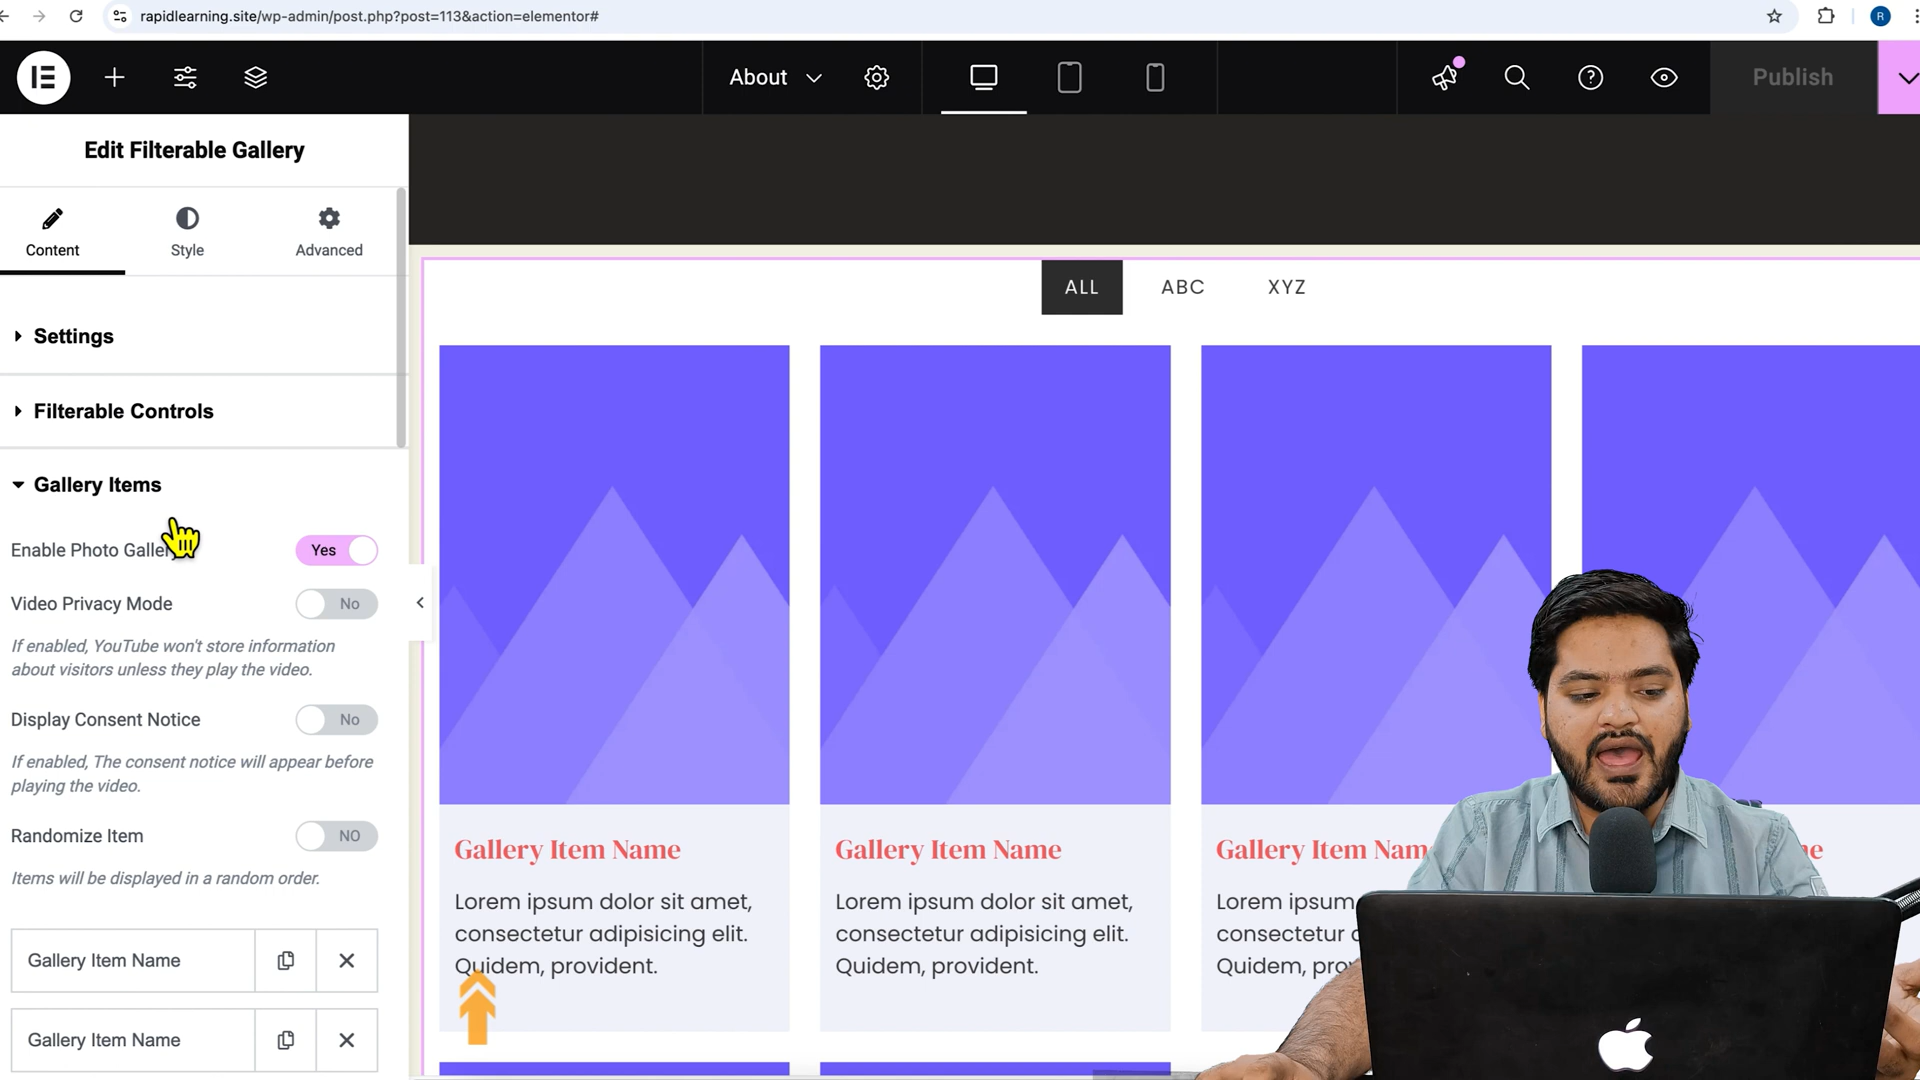 rapidlearning.site/wp-admin/post.php?post=113&action=elementor#
R
About
Publish
Edit Filterable Gallery
Content
Style
Advanced
Settings
Filterable Controls
Gallery Items
Enable Photo Gallery
Yes
Video Privacy Mode
No
If enabled, YouTube won't store information
about visitors unless they play the video.
Display Consent Notice
No
If enabled, The consent notice will appear before
playing the video.
Randomize Item
NO
Items will be displayed in a random order.
Gallery Item Name
Gallery Item Name
ALL
ABC
XYZ
Gallery Item Name
Lorem ipsum dolor sit amet,
consectetur adipisicing elit.
Quidem, provident.
Gallery Item Name
Lorem ipsum dolor sit amet,
consectetur adipisicing elit.
Quidem, provident.
Gallery Item Nam
Lorem ipsum
consectetur
Quidem, pro